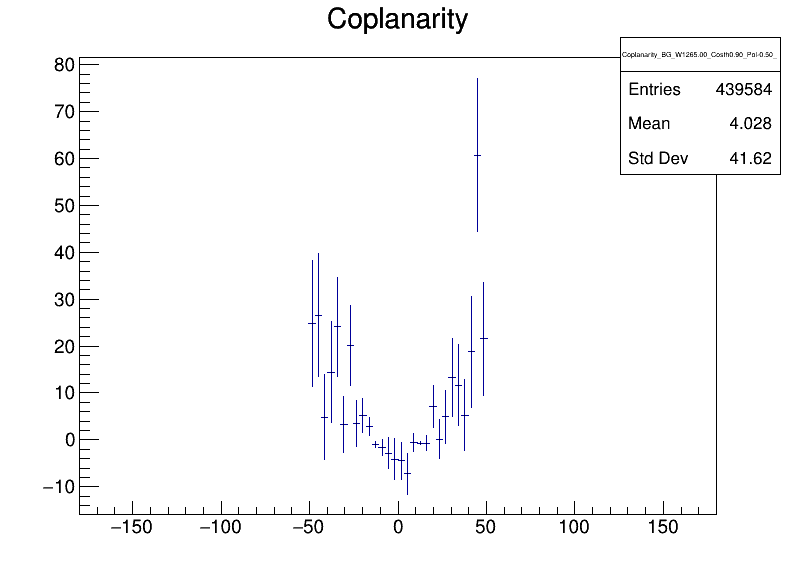 Coplanarity
Coplanarity_BG_W1265.00_Costh0.90_Pol-0.50_
Entries 439584
Mean 4.028
Std Dev 41.62
80
70
60
50
40
30
20
10
0
−10
−150 −100 −50 0 50 100 150